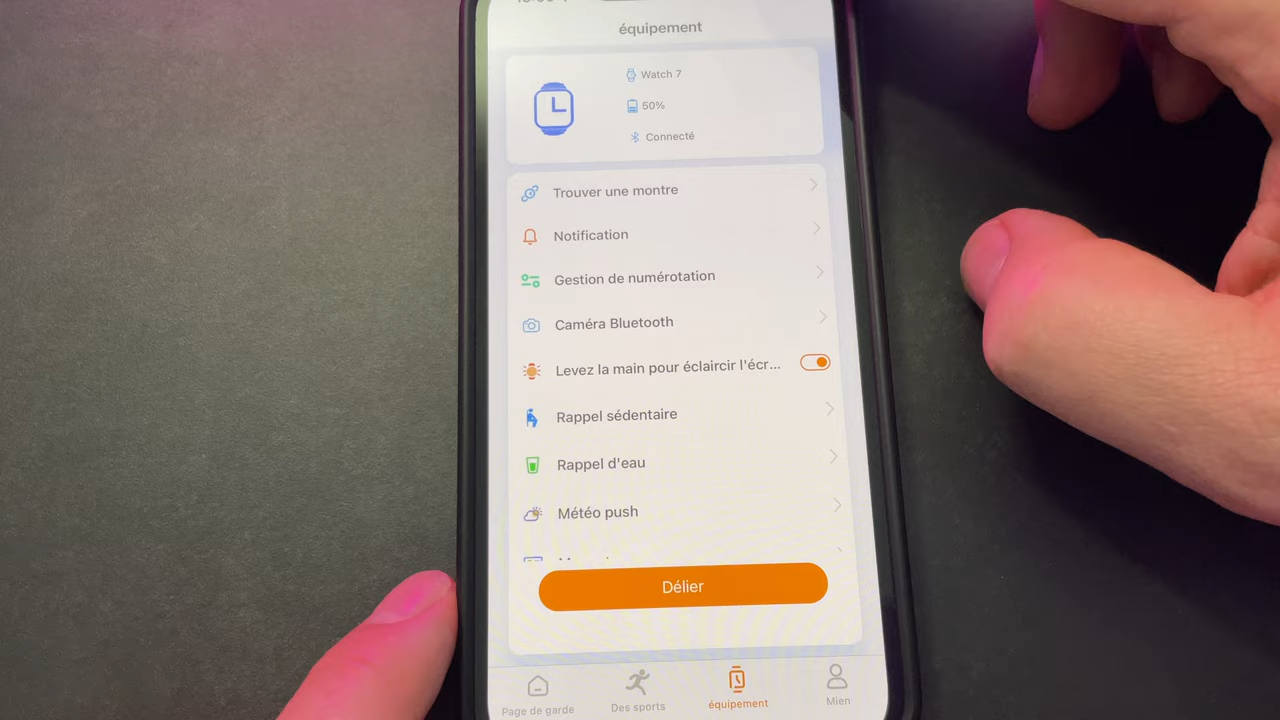 équipement
Watch 7
50%
Connecté
Trouver une montre
Notification
Gestion de numérotation
Caméra Bluetooth
Levez la main pour éclaircir l'écr...
Rappel sédentaire
Rappel d'eau
Météo push
Délier
Page de garde
Des sports
équipement
Mien